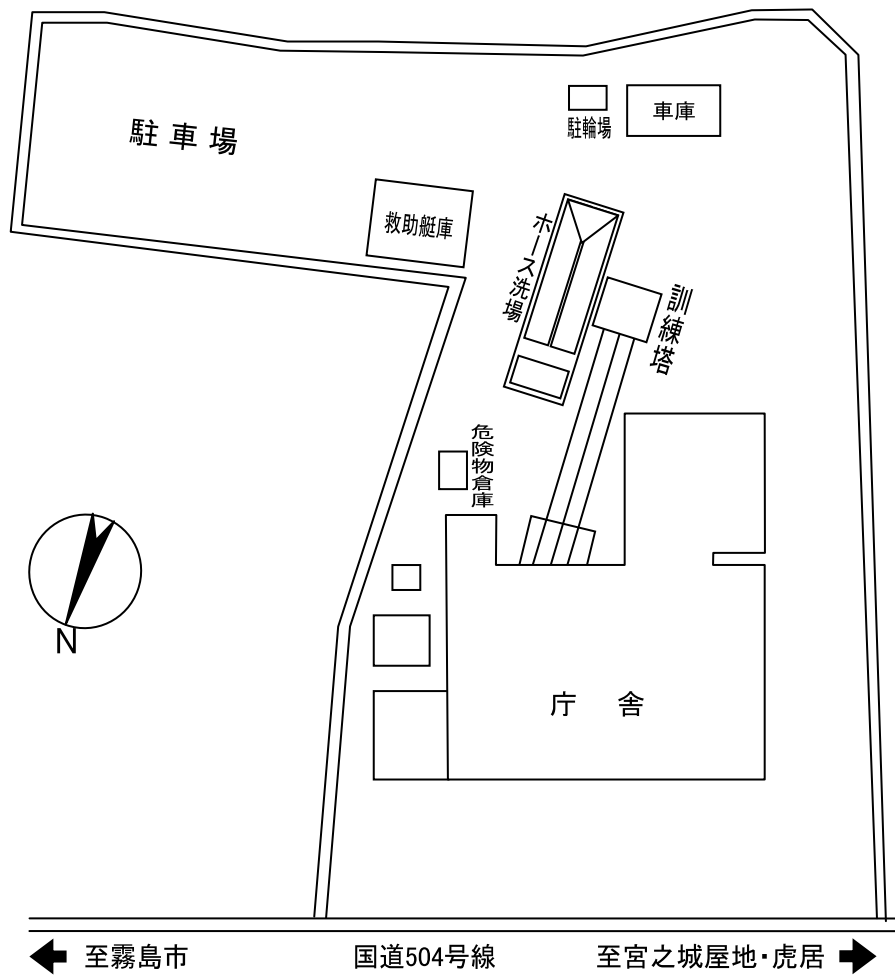 駐車場
駐輪場
車庫
救助艇庫
ホース洗場
訓練塔
危険物倉庫
N
庁舎
至霧島市
国道504号線
至宮之城屋地・虎居